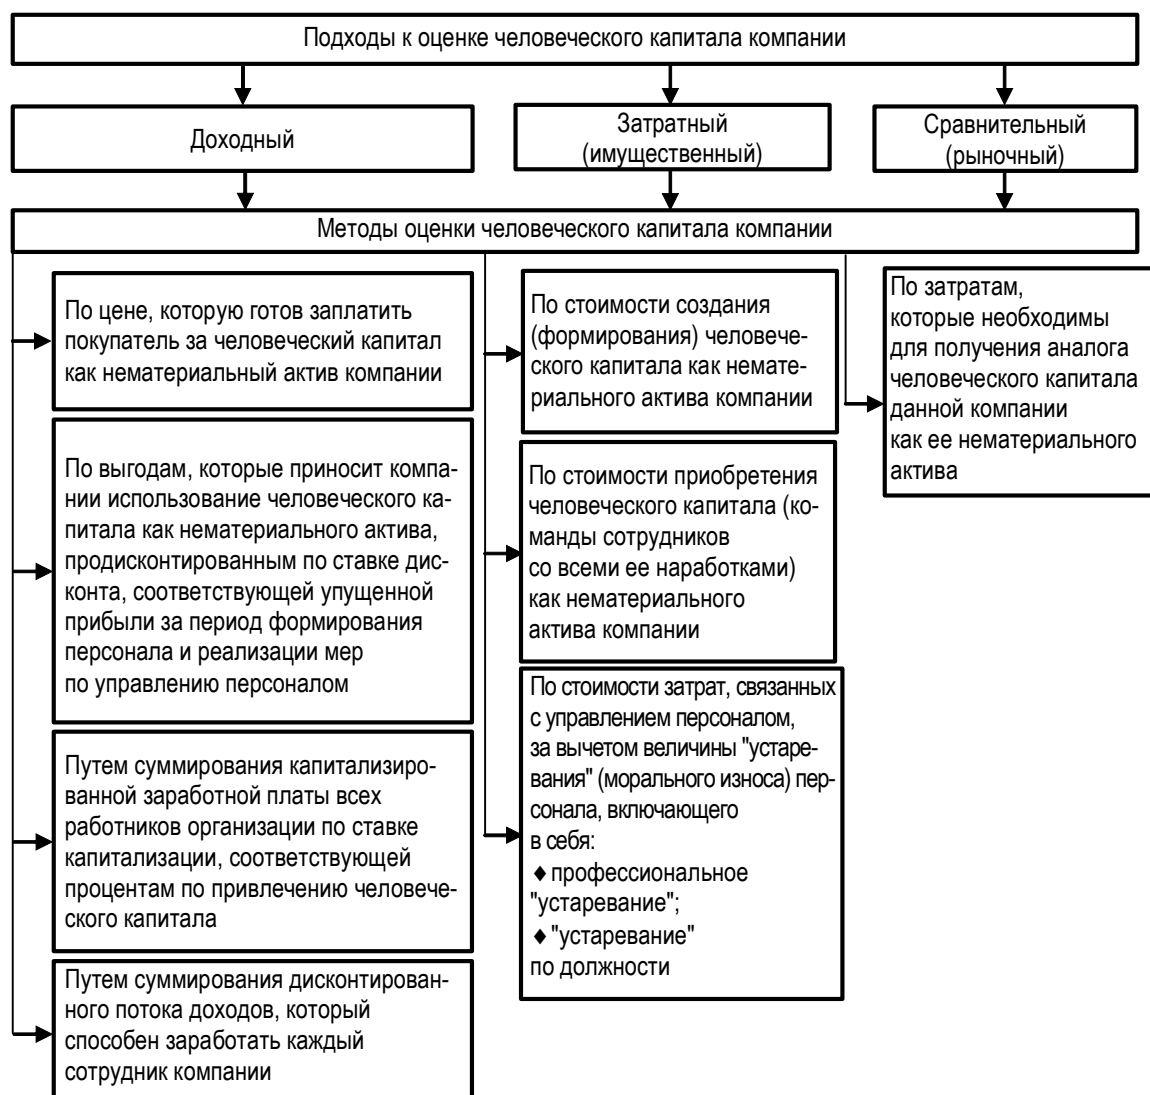 Подходы к оценке человеческого капитала компании
Доходный
Затратный
(имущественный)
Сравнительный
(рыночный)
Методы оценки человеческого капитала компании
По цене, которую готов заплатить
покупатель за человеческий капитал
как нематериальный актив компании
По выгодам, которые приносит компа-
нии использование человеческого ка-
питала как нематериального актива,
продисконтированным по ставке дис-
конта, соответствующей упущенной
прибыли за период формирования
персонала и реализации мер
по управлению персоналом
Путем суммирования капитализиро-
ванной заработной платы всех
работников организации по ставке
капитализации, соответствующей
процентам по привлечению человече-
ского капитала
Путем суммирования дисконтирован-
ного потока доходов, который
способен заработать каждый
сотрудник компании
По стоимости создания
(формирования) человече-
ского капитала как немате-
риального актива компании
По стоимости приобретения
человеческого капитала (ко-
манды сотрудников
со всеми ее наработками)
как нематериального
актива компании
По стоимости затрат, связанных
с управлением персоналом,
за вычетом величины "устаре-
вания" (морального износа) пер-
сонала, включающего
в себя:
♦ профессиональное
"устаревание";
♦ "устаревание"
по должности
По затратам,
которые необходимы
для получения аналога
человеческого капитала
данной компании
как ее нематериального
актива